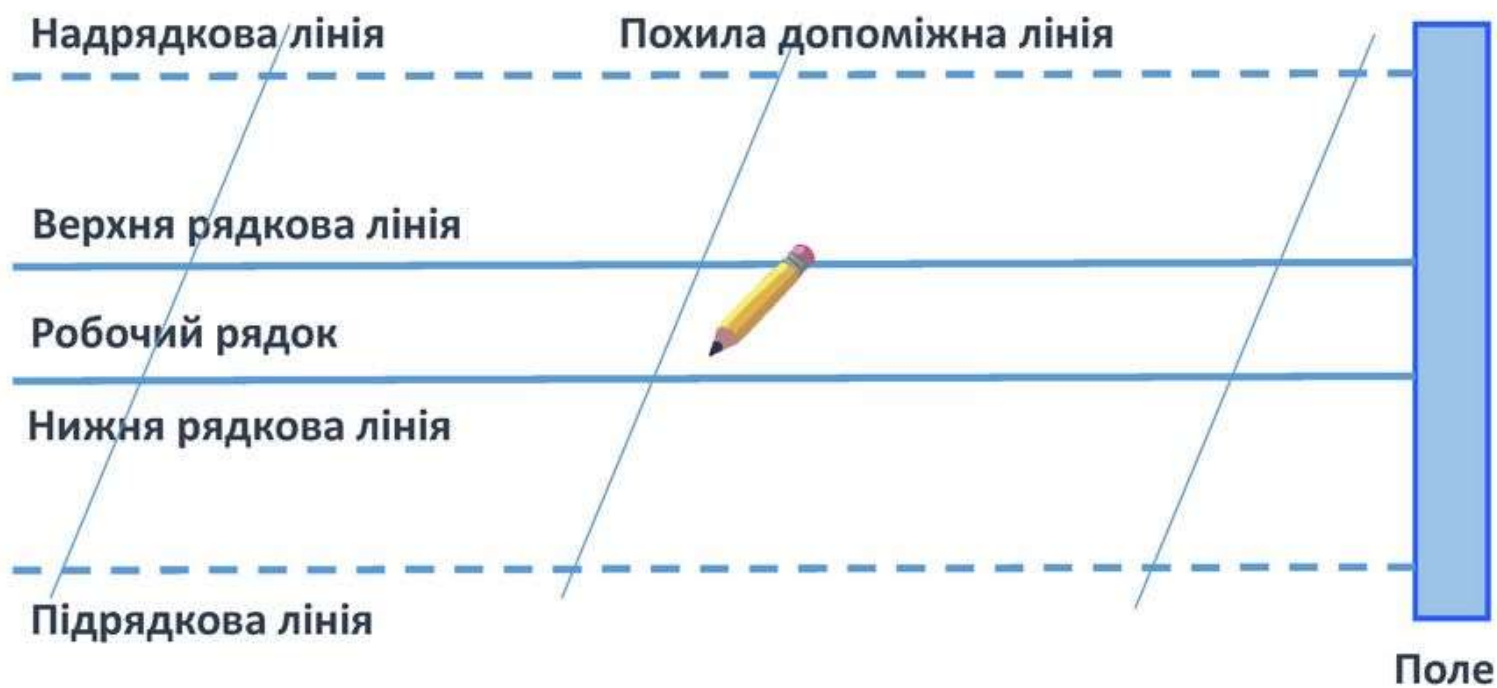 Надрядкова лінія
Похила допоміжна лінія
Верхня рядкова лінія
Робочий рядок
Нижня рядкова лінія
Підрядкова лінія
Поле